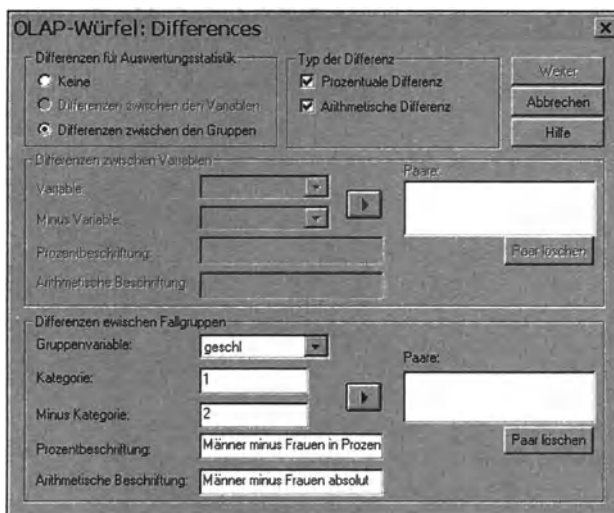 OLAP-Würfel: Differences
Differenzen für Auswertungsstatistik
Keine
Differenzen zwischen den Variablen
Differenzen zwischen den Gruppen
Typ der Differenz
Prozentuale Differenz
Arithmetische Differenz
Weiter
Abbrechen
Hilfe
Differenzen zwischen Variablen
Variable:
Minus Variable:
Prozentbeschriftung:
Arithmetische Beschriftung:
Paare:
Paar löschen
Differenzen ewischen Fallgruppen
Gruppenvariable: geschl
Kategorie: 1
Minus Kategorie: 2
Prozentbeschriftung: Männer minus Frauen in Prozen
Arithmetische Beschriftung: Männer minus Frauen absolut
Paare:
Paar löschen